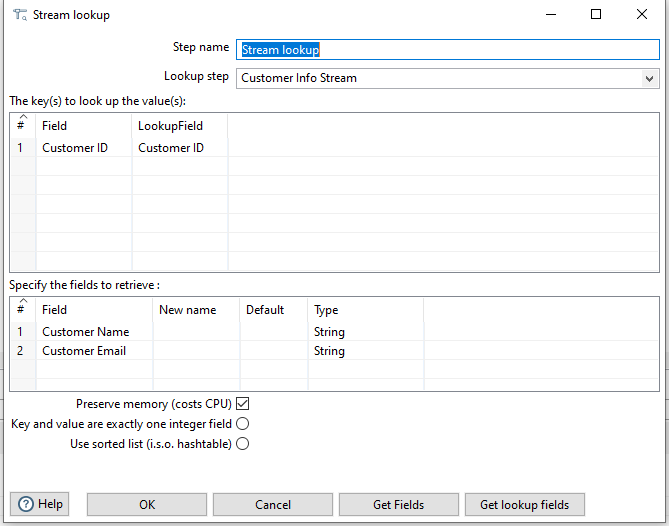 Stream lookup
Step name Stream lookup
Lookup step Customer Info Stream
The key(s) to look up the value(s):
# Field LookupField
1 Customer ID Customer ID
Specify the fields to retrieve :
# Field New name Default Type
1 Customer Name String
2 Customer Email String
Preserve memory (costs CPU)
Key and value are exactly one integer field
Use sorted list (i.s.o. hashtable)
? Help OK Cancel Get Fields Get lookup fields